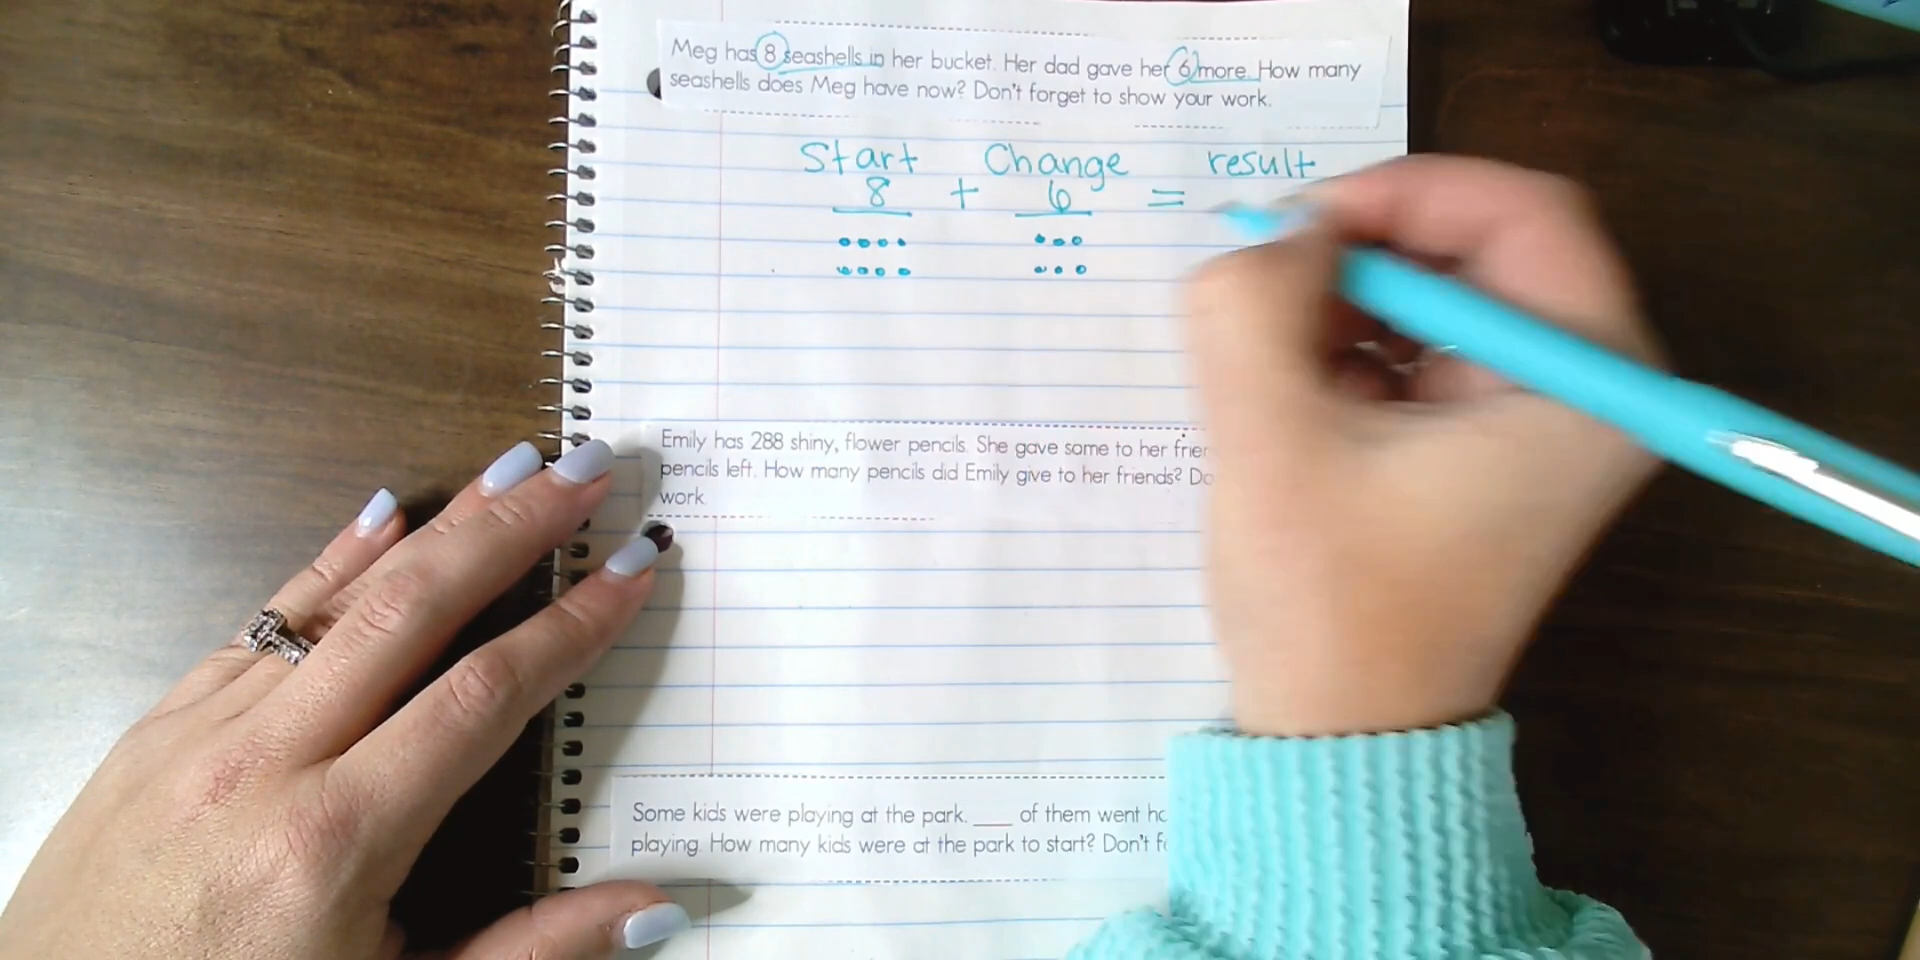 Meg has 8 seashells in her bucket. Her dad gave her 6 more. How many
seashells does Meg have now? Don't forget to show your work.
Start Change result
8 + 6 =
Emily has 288 shiny, flower pencils. She gave some to her
pencils left. How many pencils did Emily give to her friends?
work.
Some kids were playing at the park. ____ of them went
playing. How many kids were at the park to start? Don't